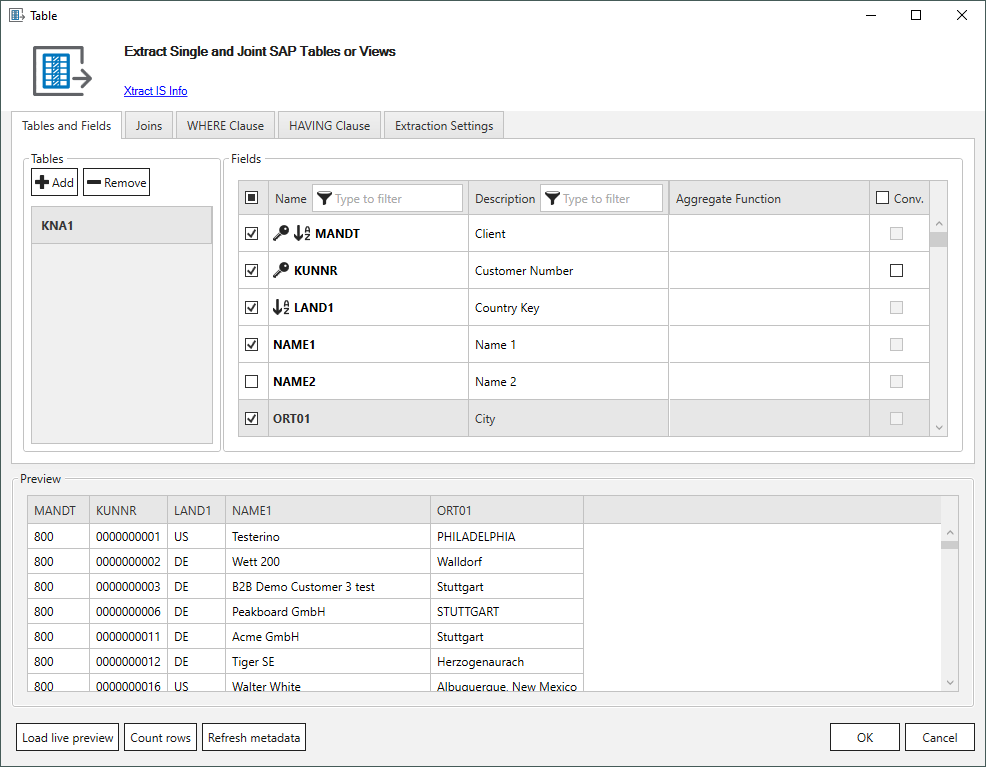 Table
Extract Single and Joint SAP Tables or Views
Xtract IS Info
Tables and Fields Joins WHERE Clause HAVING Clause Extraction Settings
Tables Fields
Add Remove
Name Type to filter Description Type to filter Aggregate Function Conv.
KNA1
MANDT Client
KUNNR Customer Number
LAND1 Country Key
NAME1 Name 1
NAME2 Name 2
ORT01 City
Preview
MANDT KUNNR LAND1 NAME1 ORT01
800 0000000001 US Testerino PHILADELPHIA
800 0000000002 DE Wett 200 Walldorf
800 0000000003 DE B2B Demo Customer 3 test Stuttgart
800 0000000006 DE Peakboard GmbH STUTTGART
800 0000000011 DE Acme GmbH Stuttgart
800 0000000012 DE Tiger SE Herzogenaurach
800 0000000016 US Walter White Albuquerque, New Mexico
Load live preview Count rows Refresh metadata OK Cancel